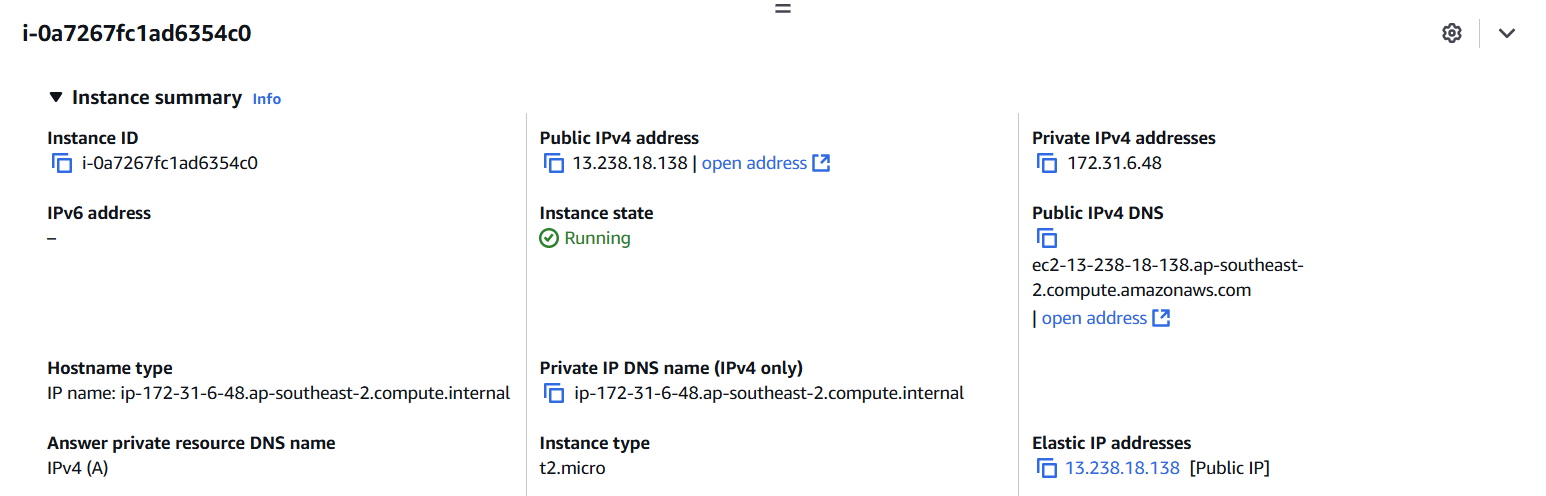 i-0a7267fc1ad6354c0
Instance summary Info
Instance ID
i-0a7267fc1ad6354c0
Public IPv4 address
13.238.18.138 | open address
Private IPv4 addresses
172.31.6.48
IPv6 address
–
Instance state
Running
Public IPv4 DNS
ec2-13-238-18-138.ap-southeast-
2.compute.amazonaws.com
| open address
Hostname type
IP name: ip-172-31-6-48.ap-southeast-2.compute.internal
Private IP DNS name (IPv4 only)
ip-172-31-6-48.ap-southeast-2.compute.internal
Answer private resource DNS name
IPv4 (A)
Instance type
t2.micro
Elastic IP addresses
13.238.18.138 [Public IP]